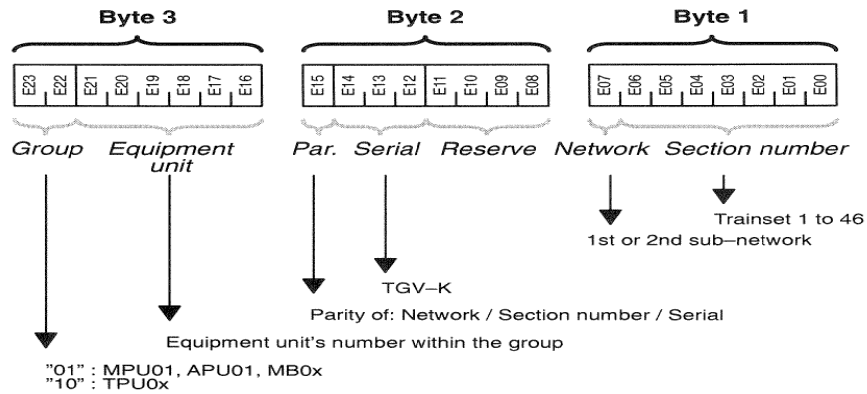 Byte 3 Byte 2 Byte 1
E23 E22 E21 E20 E19 E18 E17 E16 E15 E14 E13 E12 E11 E10 E09 E08 E07 E06 E05 E04 E03 E02 E01 E00
Group Equipment unit Par. Serial Reserve Network Section number
Trainset 1 to 46
1st or 2nd sub–network
TGV–K
Parity of: Network / Section number / Serial
Equipment unit's number within the group
"01" : MPU01, APU01, MB0x
"10" : TPU0x